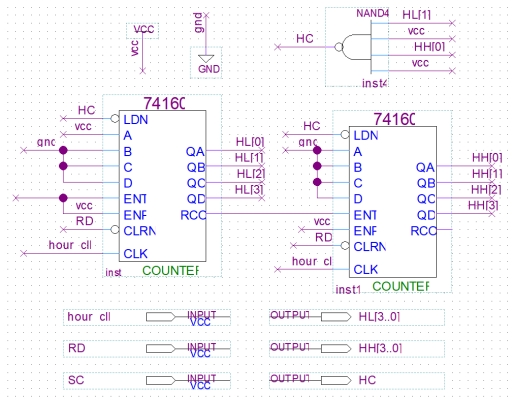 NAND4
HL[1]
vcc
HH[0]
vcc
HC
inst4
VCC
vcc
gnd
GND
74160
HC
LDN
vcc
A
gnd
B
QA
HL[0]
C
QB
HL[1]
D
QC
HL[2]
ENT
QD
HL[3]
vcc
ENP
RCO
RD
CLRN
hour cl
CLK
inst
COUNTER
74160
HC
LDN
gnd
A
B
QA
HH[0]
C
QB
HH[1]
D
QC
HH[2]
ENT
QD
HH[3]
vcc
ENP
RCO
RD
CLRN
hour cl
CLK
inst1
COUNTER
hour cl
INPUT
VCC
OUTPUT
HL[3..0]
RD
INPUT
VCC
OUTPUT
HH[3..0]
SC
INPUT
VCC
OUTPUT
HC